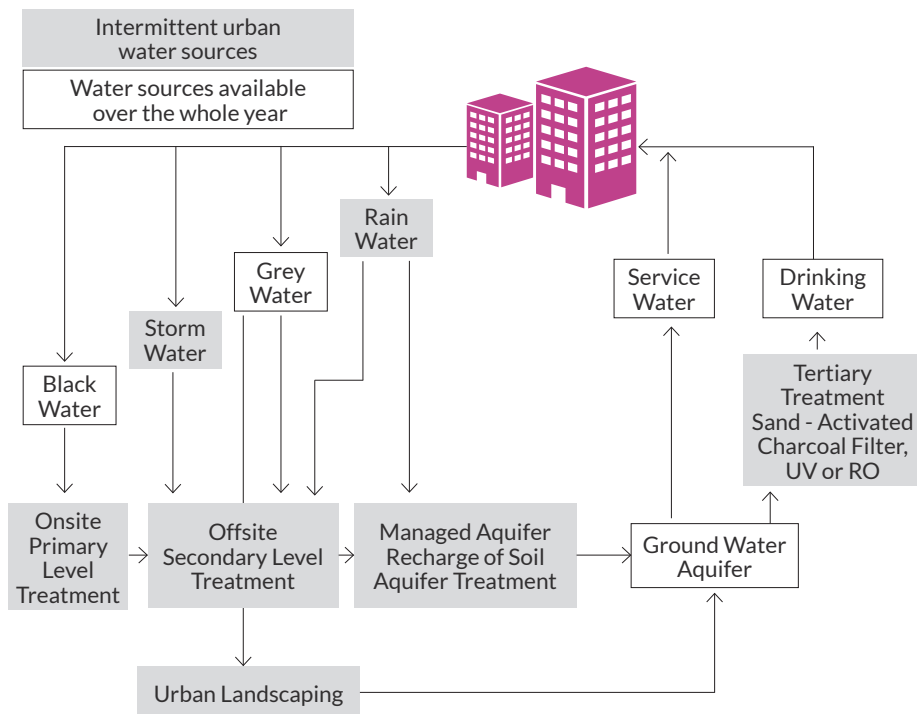 Intermittent urban
water sources
Water sources available
over the whole year
Rain
Water
Grey
Water
Service
Water
Drinking
Water
Storm
Water
Black
Water
Tertiary
Treatment
Sand - Activated
Charcoal Filter,
UV or RO
Onsite
Primary
Level
Treatment
Offsite
Secondary Level
Treatment
Managed Aquifer
Recharge of Soil
Aquifer Treatment
Ground Water
Aquifer
Urban Landscaping